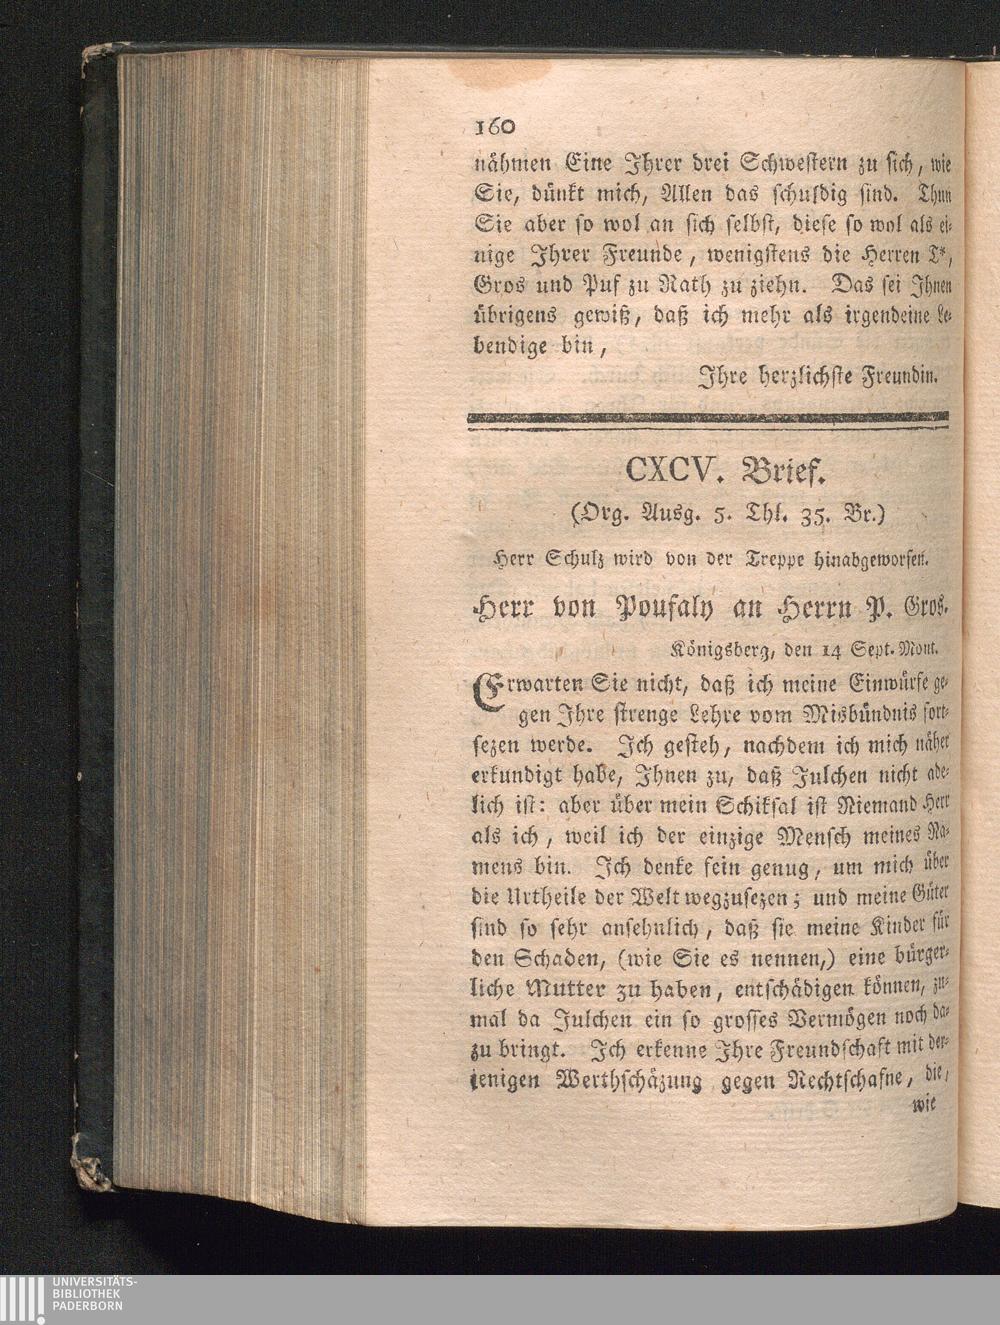 160
nähmen Eine Ihrer drei Schwestern zu sich, wie
Sie, dünkt mich, Allen das schuldig sind. Thun
Sie aber so wol an sich selbst, diese so wol als ei-
nige Ihrer Freunde, wenigstens die Herren T*,
Gros und Puf zu Rath zu ziehn. Das sei Ihnen
übrigens gewiß, daß ich mehr als irgendeine Le-
bendige bin,
Ihre herzlichste Freundin.
CXCV. Brief.
(Org. Ausg. 5. Thl. 35. Br.)
Herr Schulz wird von der Treppe hinabgeworfen.
Herr von Poufaly an Herrn P. Gros.
Königsberg, den 14 Sept. Mont.
Erwarten Sie nicht, daß ich meine Einwürfe ge-
gen Ihre strenge Lehre vom Misbündnis fort-
sezen werde. Ich gesteh, nachdem ich mich näher
erkundigt habe, Ihnen zu, daß Julchen nicht ade-
lich ist: aber über mein Schiksal ist Niemand Herr
als ich, weil ich der einzige Mensch meines Na-
mens bin. Ich denke fein genug, um mich über
die Urtheile der Welt wegzusezen; und meine Güter
sind so sehr ansehnlich, daß sie meine Kinder für
den Schaden, (wie Sie es nennen,) eine bürger-
liche Mutter zu haben, entschädigen können, zu-
mal da Julchen ein so grosses Vermögen noch da-
zu bringt. Ich erkenne Ihre Freundschaft mit der-
jenigen Werthschäzung gegen Rechtschafne, die,
wie
UNIVERSITÄTS-
BIBLIOTHEK
PADERBORN